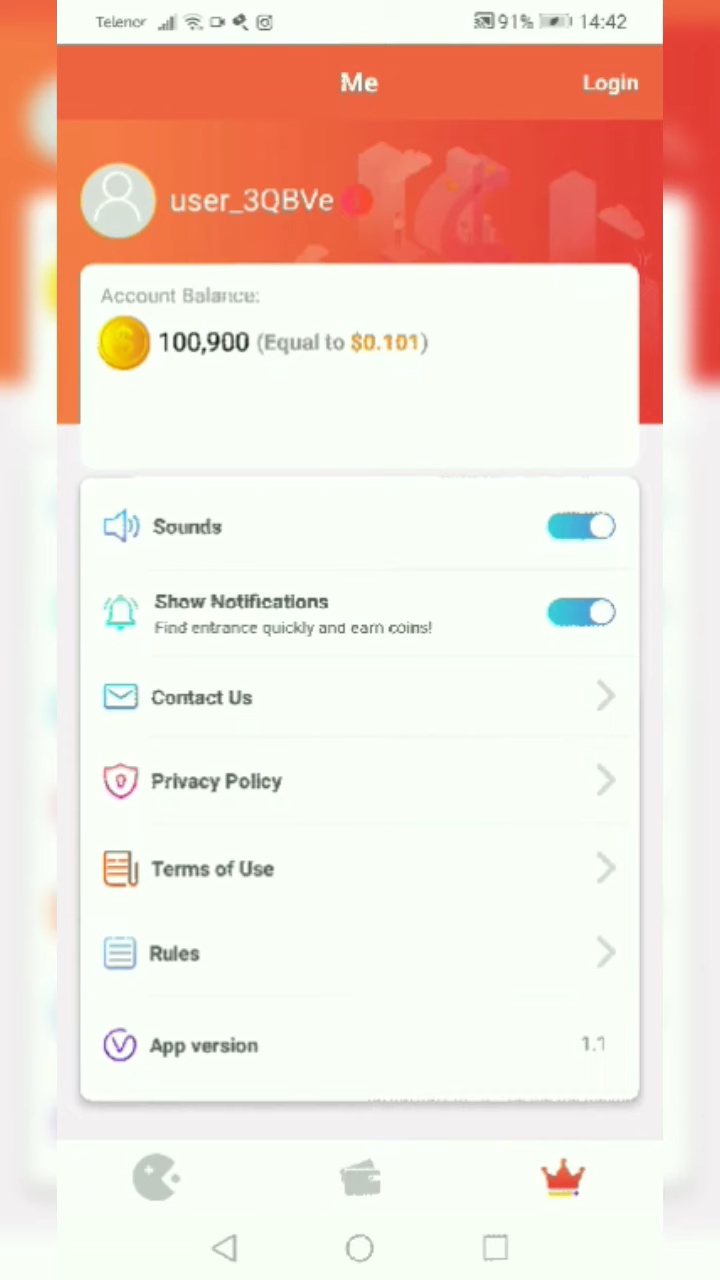 Telenor 91% 14:42
Me Login
user_3QBVe
Account Balance:
100,900 (Equal to $0.101)
Sounds
Show Notifications
Find entrance quickly and earn coins!
Contact Us
Privacy Policy
Terms of Use
Rules
App version 1.1